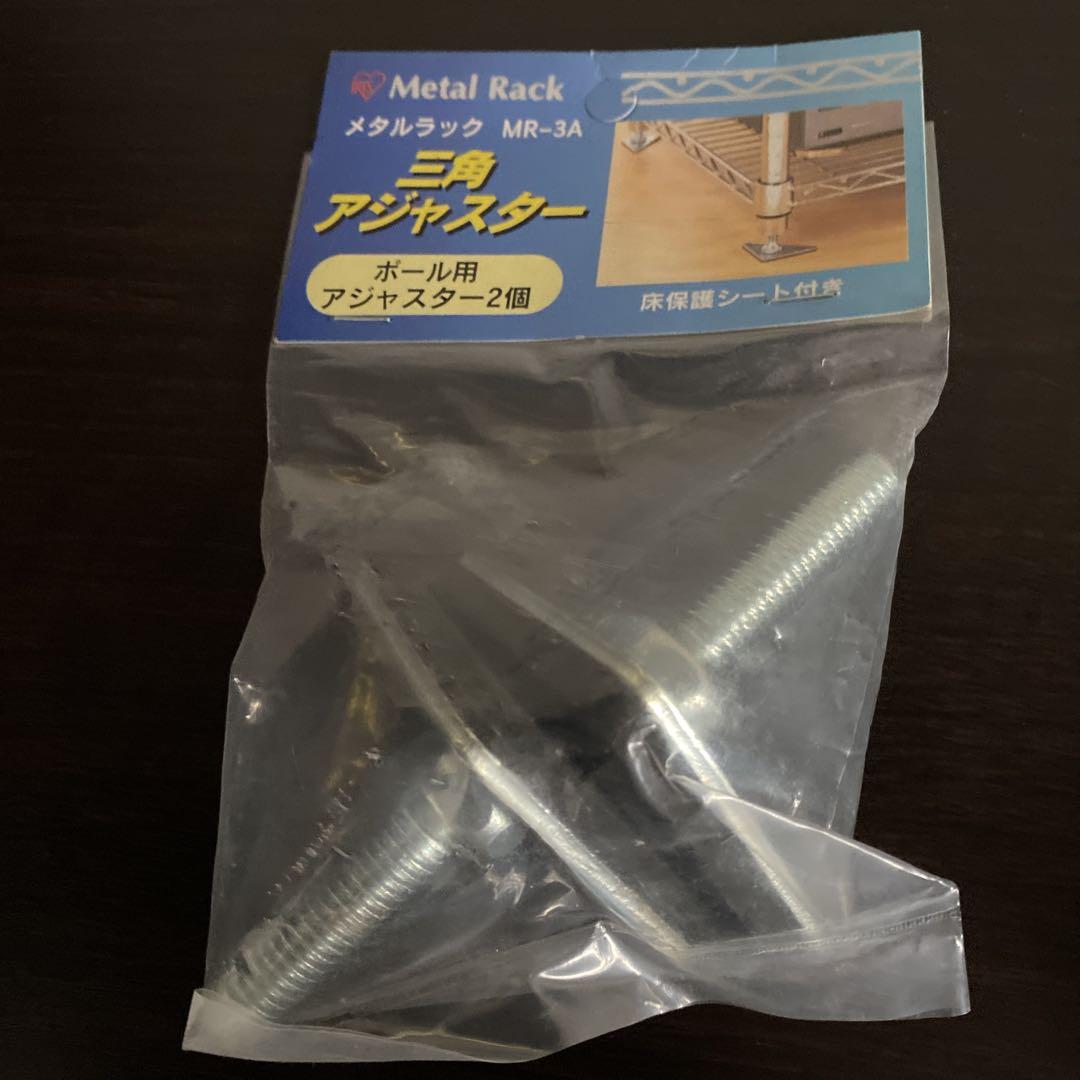 Metal Rack
メタルラック MR-3A
三角
アジャスター
ポール用
アジャスター2個
床保護シート付き